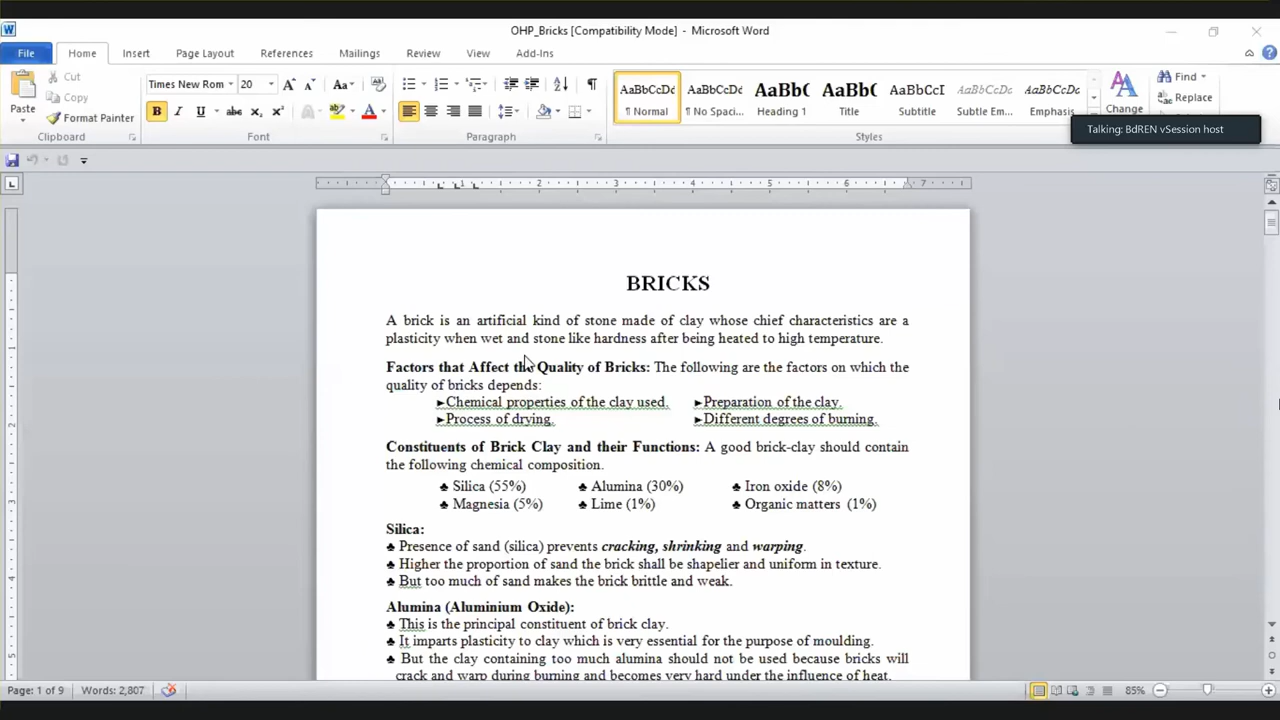 OHP_Bricks [Compatibility Mode] - Microsoft Word
File Home Insert Page Layout References Mailings Review View Add-Ins
Paste
Cut
Copy
Format Painter
Clipboard
Times New Rom 20
Font
Paragraph
AaBbCcDc AaBbCcDc AaBbC AaBbC AaBbCcI AaBbCcDc AaBbCcDc
¶ Normal ¶ No Spaci... Heading 1 Title Subtitle Subtle Em... Emphasis
Change
Styles
Find
Replace
Talking: BdREN vSession host
1 2 3 4 5 6 7
BRICKS
A brick is an artificial kind of stone made of clay whose chief characteristics are a
plasticity when wet and stone like hardness after being heated to high temperature.
Factors that Affect the Quality of Bricks: The following are the factors on which the
quality of bricks depends:
►Chemical properties of the clay used. ►Preparation of the clay.
►Process of drying. ►Different degrees of burning.
Constituents of Brick Clay and their Functions: A good brick-clay should contain
the following chemical composition.
♣ Silica (55%) ♣ Alumina (30%) ♣ Iron oxide (8%)
♣ Magnesia (5%) ♣ Lime (1%) ♣ Organic matters (1%)
Silica:
♣ Presence of sand (silica) prevents cracking, shrinking and warping.
♣ Higher the proportion of sand the brick shall be shapelier and uniform in texture.
♣ But too much of sand makes the brick brittle and weak.
Alumina (Aluminium Oxide):
♣ This is the principal constituent of brick clay.
♣ It imparts plasticity to clay which is very essential for the purpose of moulding.
♣ But the clay containing too much alumina should not be used because bricks will
crack and warp during burning and becomes very hard under the influence of heat.
Page: 1 of 9 Words: 2,807 85%